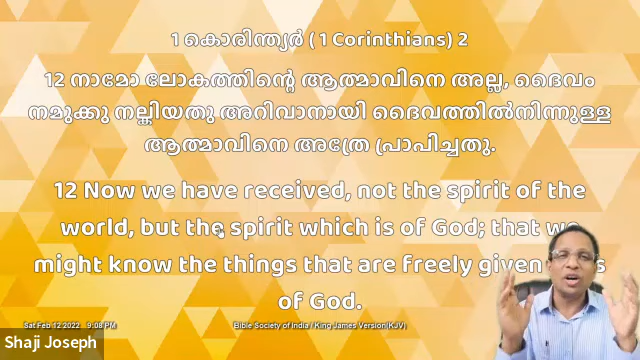 1 കൊരിന്ത്യർ ( 1 Corinthians) 2
12 നാമോ ലോകത്തിന്റെ ആത്മാവിനെ അല്ല, ദൈവം
നമുക്കു നല്കിയതു അറിവാനായി ദൈവത്തിൽനിന്നുള്ള
ആത്മാവിനെ അത്രേ പ്രാപിച്ചതു.
12 Now we have received, not the spirit of the
world, but the spirit which is of God; that we
might know the things that are freely given
of God.
Sat Feb 12 2022 9:08 PM
Bible Society of India / King James Version(KJV)
Shaji Joseph